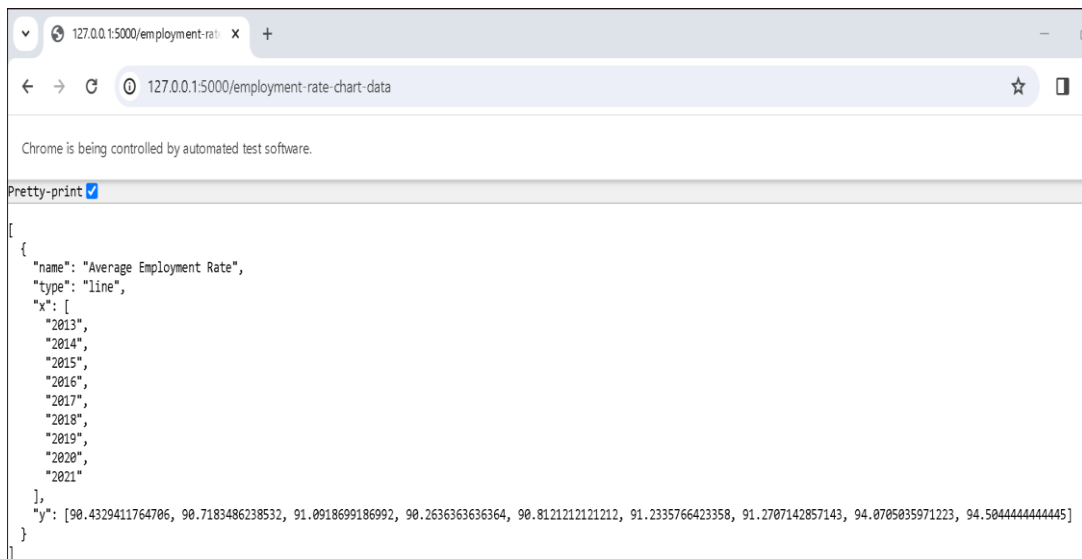 127.0.0.1:5000/employment-rat
127.0.0.1:5000/employment-rate-chart-data
Chrome is being controlled by automated test software.
Pretty-print
[
  {
    "name": "Average Employment Rate",
    "type": "line",
    "x": [
      "2013",
      "2014",
      "2015",
      "2016",
      "2017",
      "2018",
      "2019",
      "2020",
      "2021"
    ],
    "y": [90.4329411764706, 90.7183486238532, 91.0918699186992, 90.2636363636364, 90.8121212121212, 91.2335766423358, 91.2707142857143, 94.0705035971223, 94.5044444444445]
  }
]